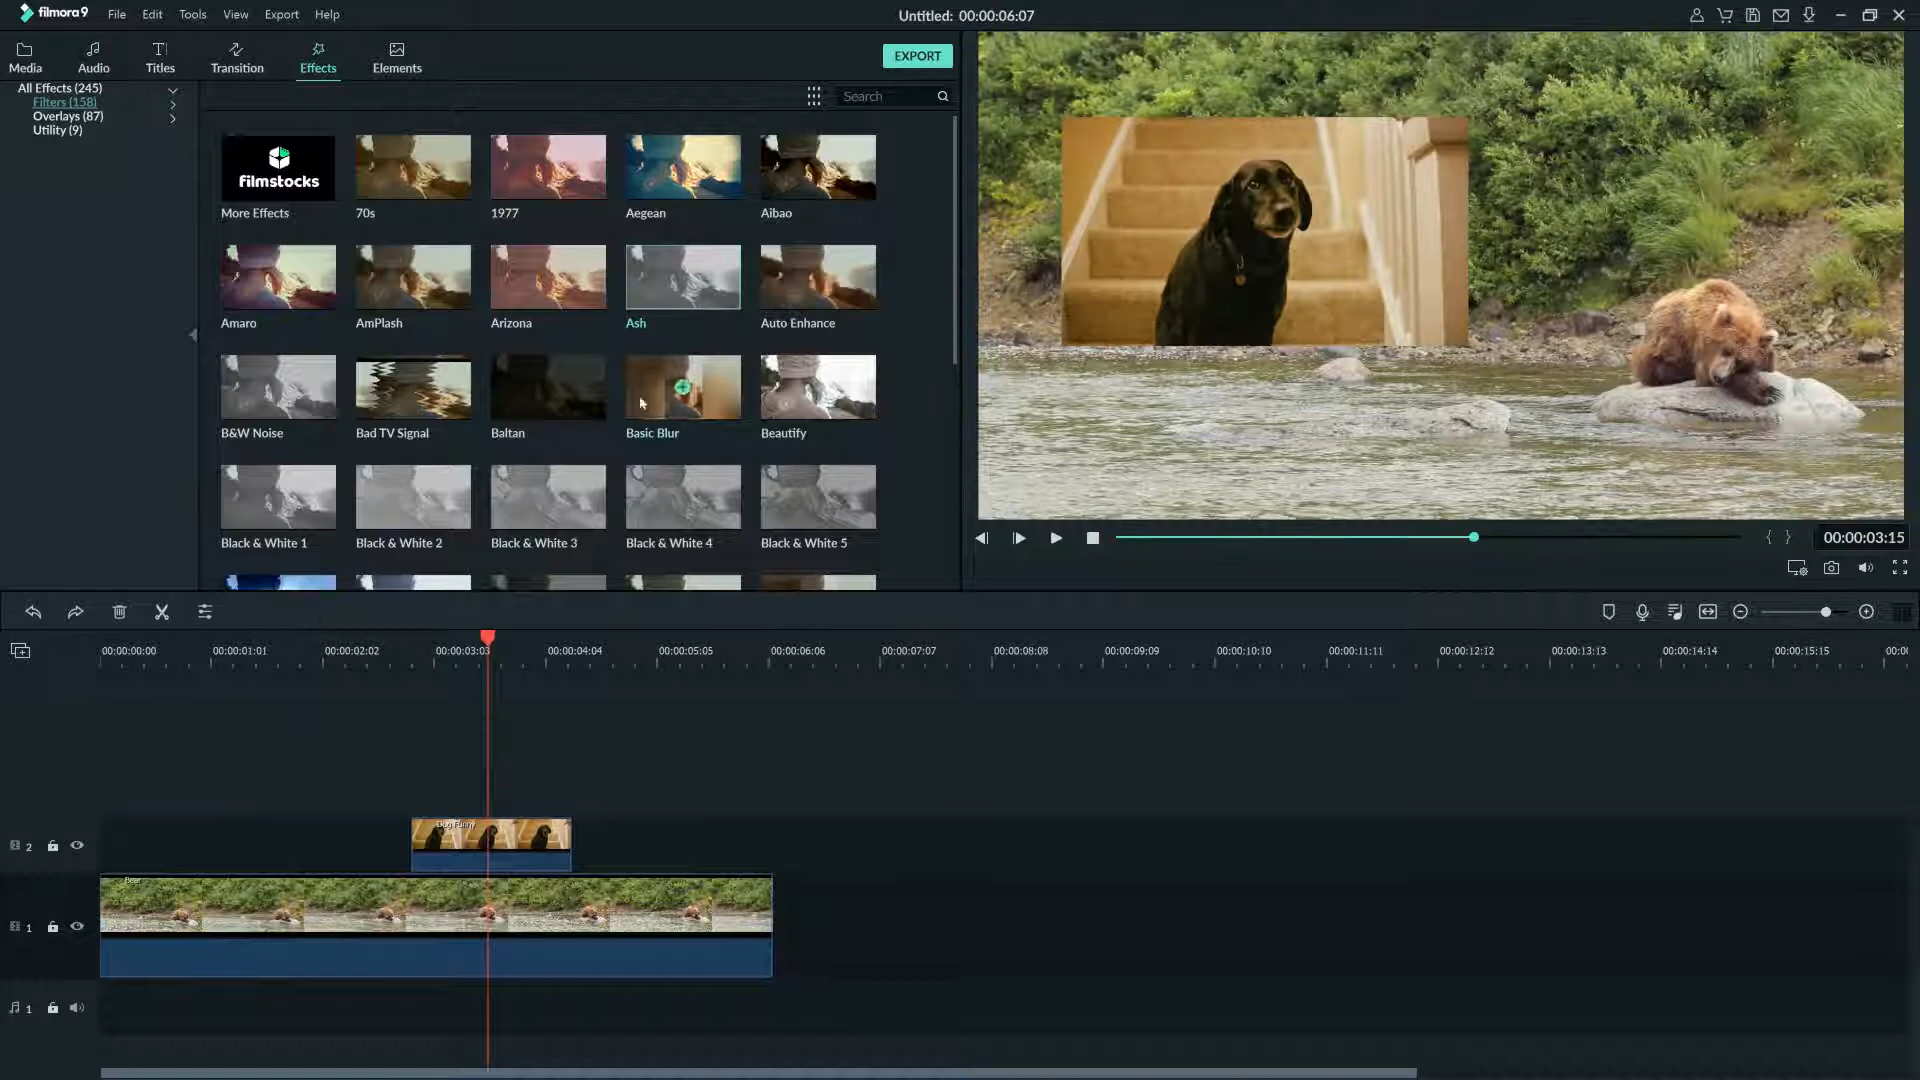 filmora9 File Edit Tools View Export Help
Untitled: 00:00:06:07
Media Audio Titles Transition Effects Elements
EXPORT
All Effects (245)
Filters (158)
Overlays (87)
Utility (9)
Search
filmstocks
More Effects 70s 1977 Aegean Aibao
Amaro AmPlash Arizona Ash Auto Enhance
B&W Noise Bad TV Signal Baltan Basic Blur Beautify
Black & White 1 Black & White 2 Black & White 3 Black & White 4 Black & White 5
{ } 00:00:03:15
00:00:00:00 00:00:01:01 00:00:02:02 00:00:03:03 00:00:04:04 00:00:05:05 00:00:06:06 00:00:07:07 00:00:08:08 00:00:09:09 00:00:10:10 00:00:11:11 00:00:12:12 00:00:13:13 00:00:14:14 00:00:15:15
Dog Funny
2
Bear
1
1